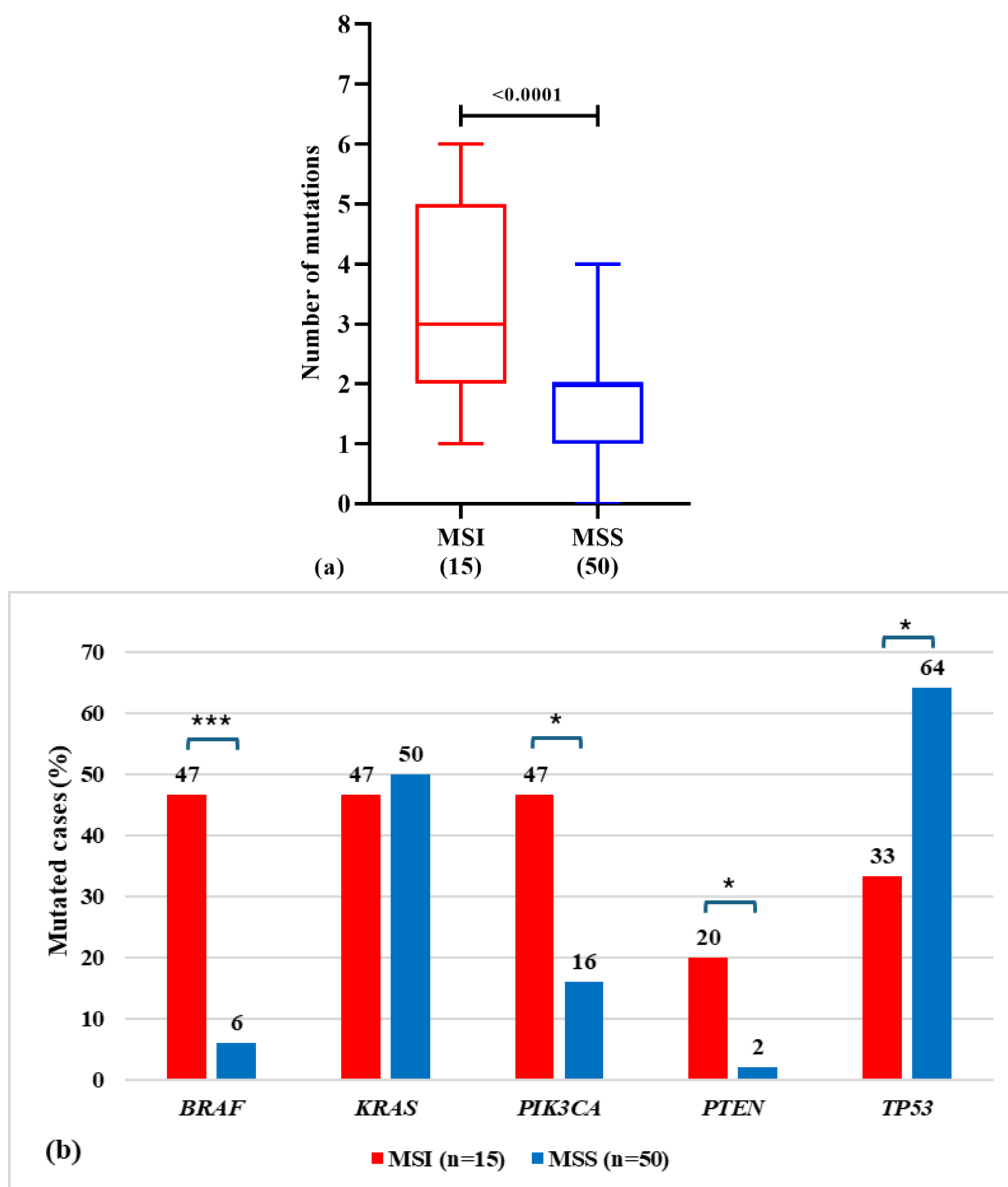 8
7
<0.0001
6
5
4
3
2
1
0
Number of mutations
MSI MSS
(a) (15) (50)
70
60
50
40
30
20
10
0
Mutated cases (%)
*** * * *
47 6 47 50 47 16 20 2 33 64
BRAF KRAS PIK3CA PTEN TP53
(b) MSI (n=15) MSS (n=50)